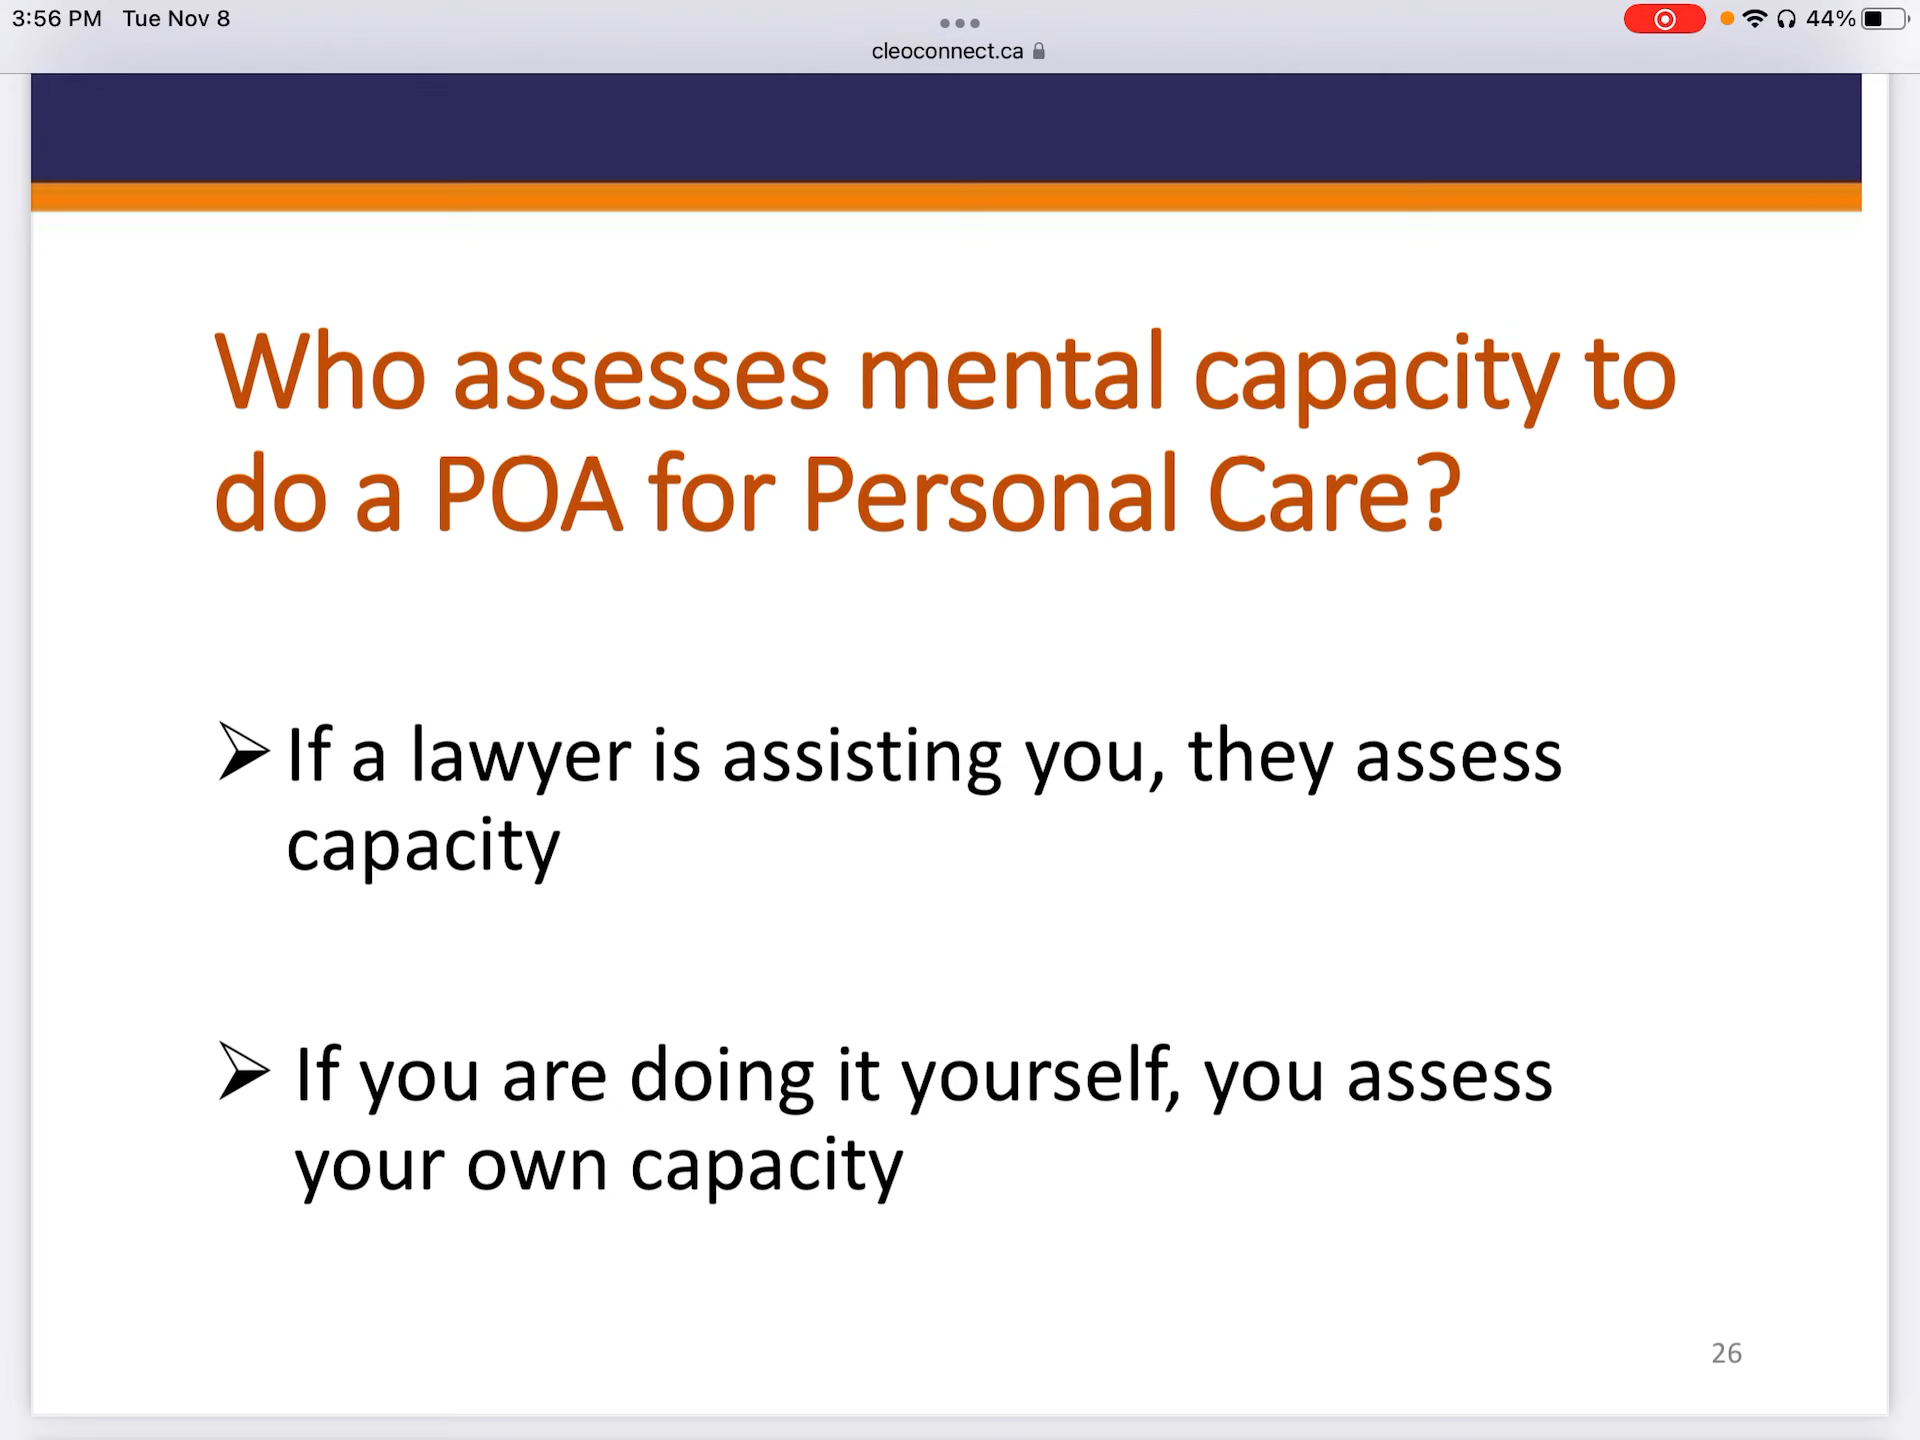 3:56 PM Tue Nov 8
44%
cleoconnect.ca
Who assesses mental capacity to
do a POA for Personal Care?
If a lawyer is assisting you, they assess
capacity
If you are doing it yourself, you assess
your own capacity
26